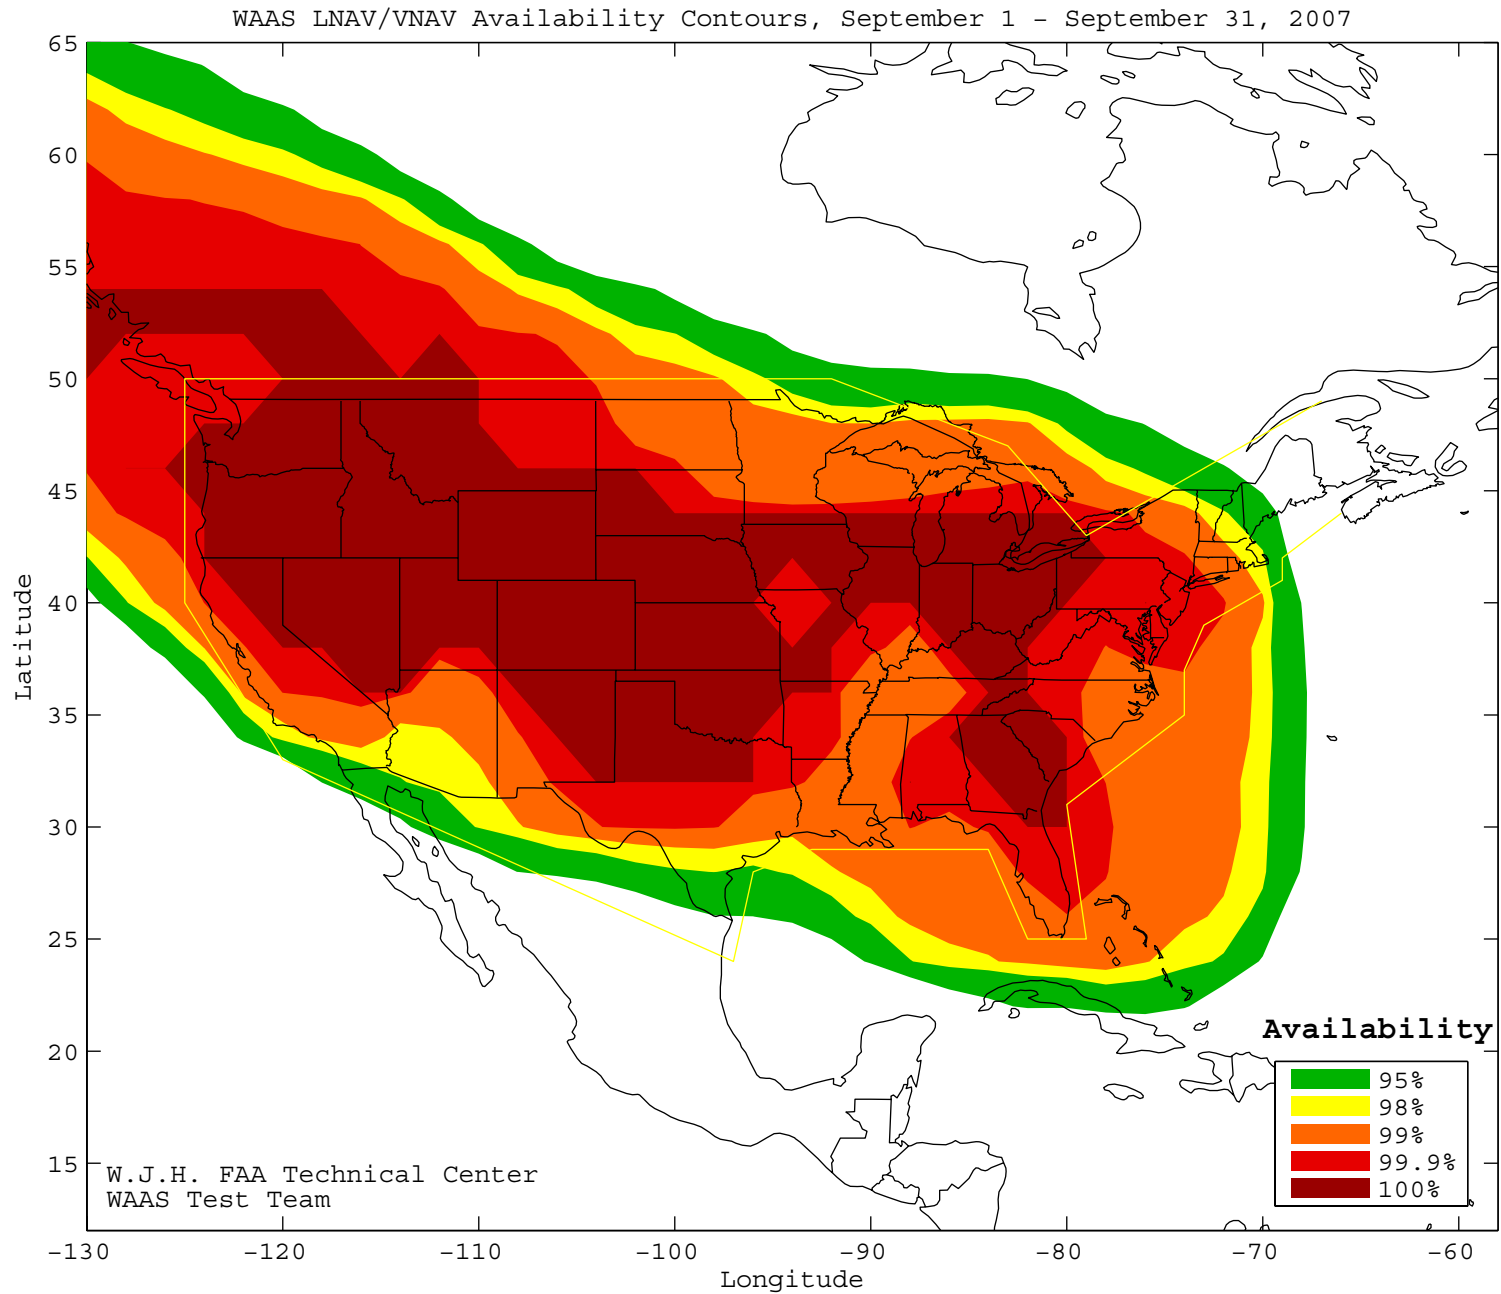 WAAS LNAV/VNAV Availability Contours, September 1 - September 31, 2007
65
60
55
50
45
40
35
30
25
20
15
Latitude
Availability
95%
98%
99%
99.9%
100%
W.J.H. FAA Technical Center
WAAS Test Team
-130 -120 -110 -100 -90 -80 -70 -60
Longitude